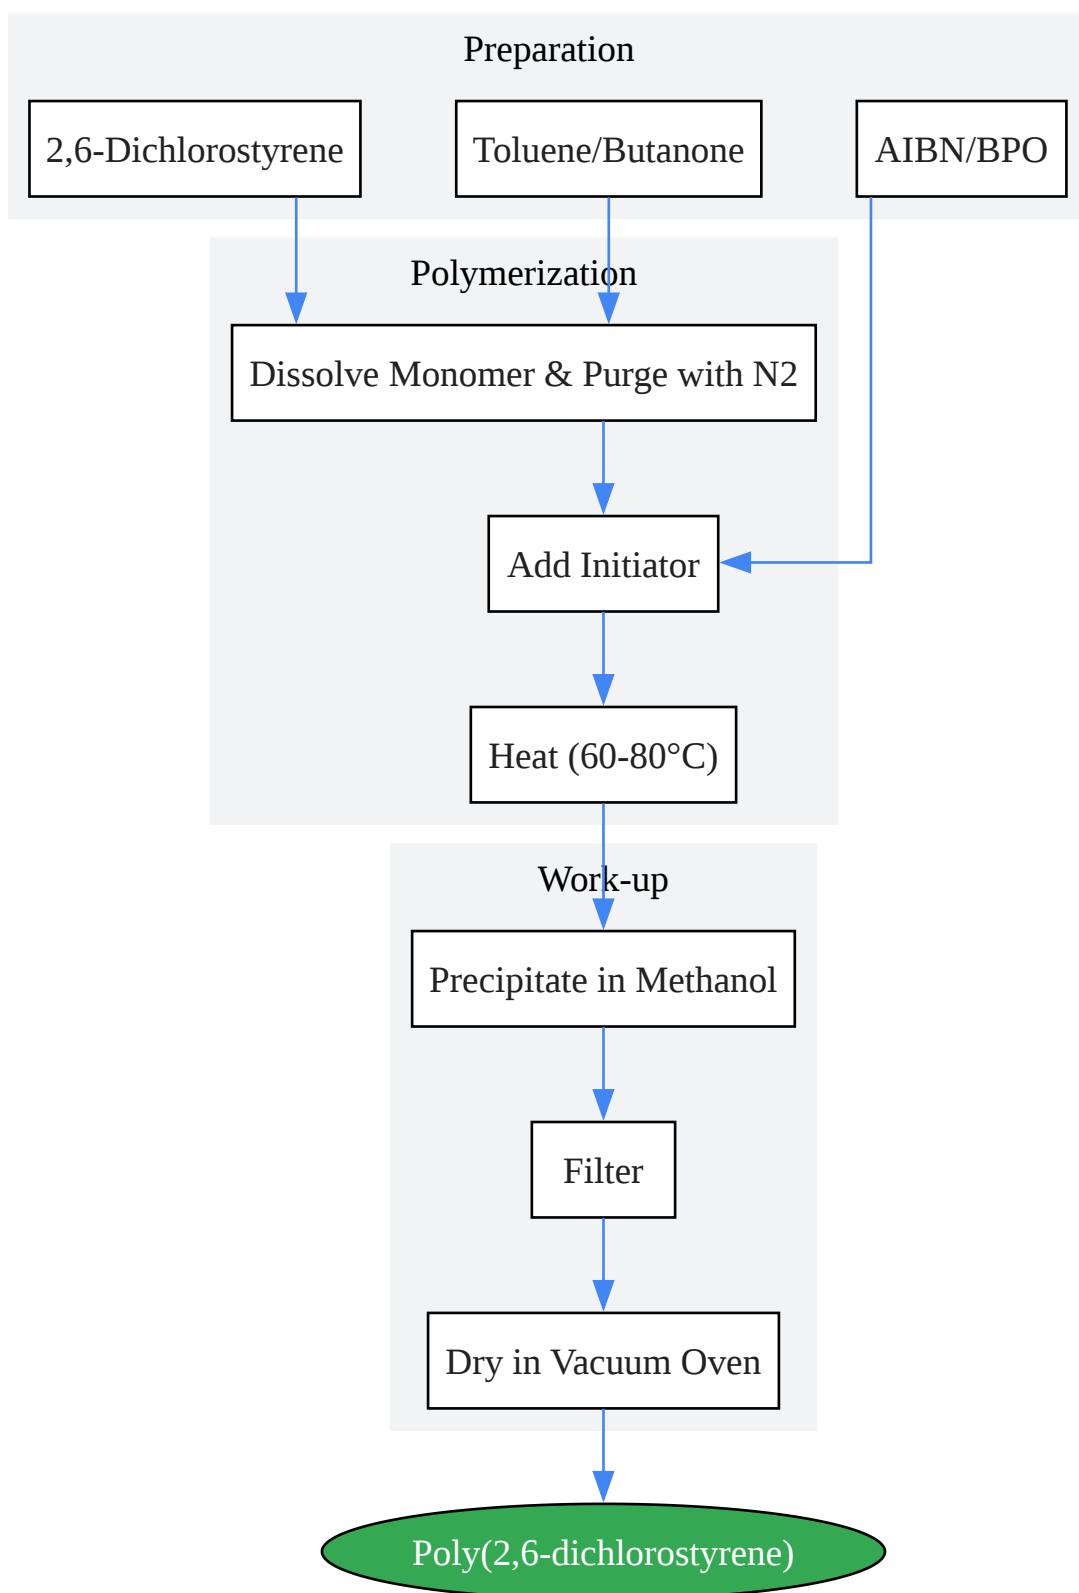 Preparation
2,6-Dichlorostyrene
Toluene/Butanone
AIBN/BPO
Polymerization
Dissolve Monomer & Purge with N2
Add Initiator
Heat (60-80°C)
Work-up
Precipitate in Methanol
Filter
Dry in Vacuum Oven
Poly(2,6-dichlorostyrene)